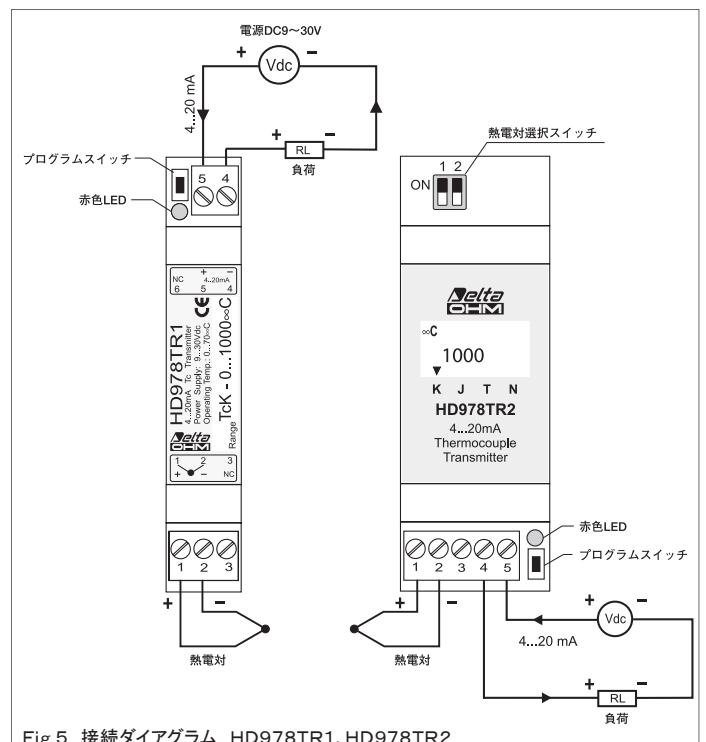 電源DC9～30V
+ Vdc −
4...20 mA
+ RL −
負荷
プログラムスイッチ
赤色LED
5 4
NC + −
4..20mA
6 5 4
HD978TR1
4...20mA Tc Transmitter
Power Supply: 9...30Vdc
Operating Temp.: 0...70∞C
CE
TcK - 0...1000∞C
Range
Delta
OHM
1 2 3
+ − NC
1 2 3
+ −
熱電対
熱電対選択スイッチ
1 2
ON
Delta
OHM
∞C
1000
K J T N
HD978TR2
4...20mA
Thermocouple
Transmitter
赤色LED
プログラムスイッチ
1 2 3 4 5
+ −
熱電対
+ Vdc −
4...20 mA
+ RL −
負荷
Fig.5 接続ダイアグラム HD978TR1, HD978TR2